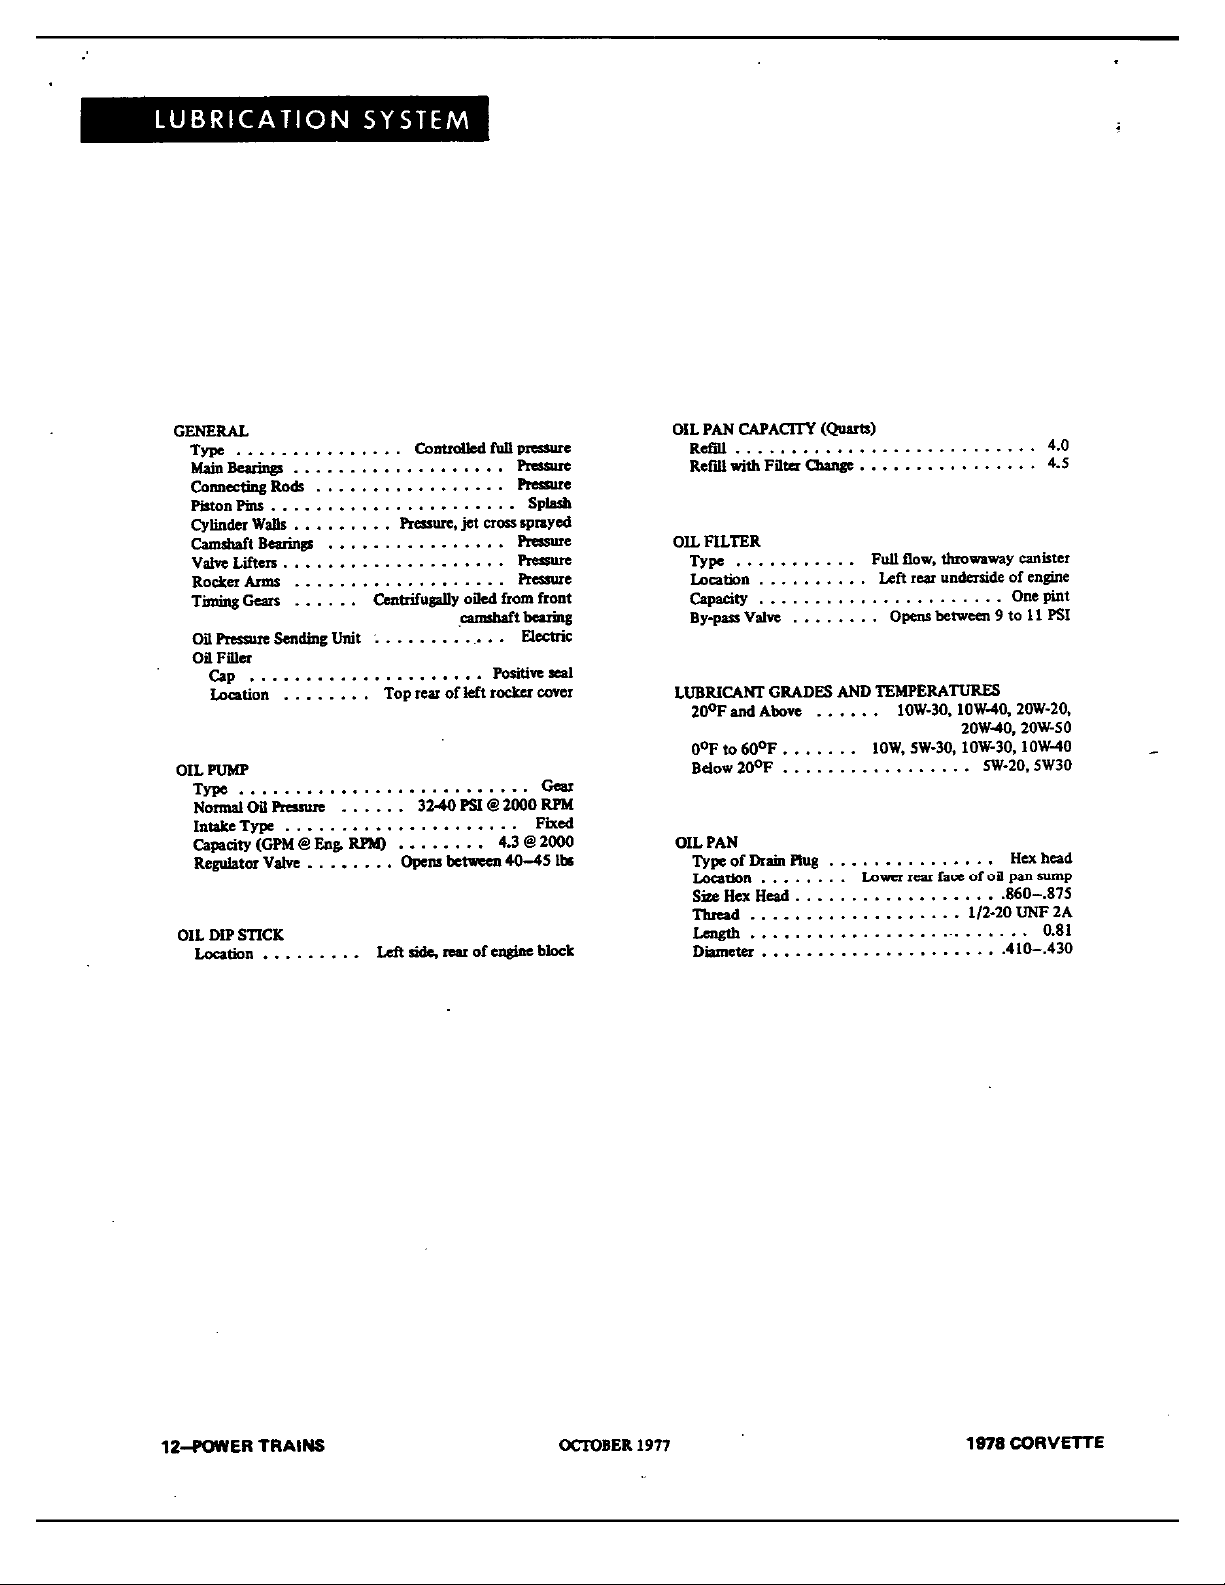 LUBRICATION SYSTEM
GENERAL
Type . . . . . . . . . . . . . . . Controlled full pressure
Main Bearings . . . . . . . . . . . . . . . . . . . Pressure
Connecting Rods . . . . . . . . . . . . . . . . . Pressure
Piston Pins . . . . . . . . . . . . . . . . . . . . . . Splash
Cylinder Walls . . . . . . . . . Pressure, jet cross sprayed
Camshaft Bearings . . . . . . . . . . . . . . . . Pressure
Valve Lifters . . . . . . . . . . . . . . . . . . . . Pressure
Rocker Arms . . . . . . . . . . . . . . . . . . . Pressure
Timing Gears . . . . . . Centrifugally oiled from front
camshaft bearing
Oil Pressure Sending Unit . . . . . . . . . . . . Electric
Oil Filler
Cap . . . . . . . . . . . . . . . . . . . . . Positive seal
Location . . . . . . . . Top rear of left rocker cover
OIL PUMP
Type . . . . . . . . . . . . . . . . . . . . . . . . . . Gear
Normal Oil Pressure . . . . . . 32-40 PSI @ 2000 RPM
Intake Type . . . . . . . . . . . . . . . . . . . . . Fixed
Capacity (GPM @ Eng. RPM) . . . . . . . . 4.3 @ 2000
Regulator Valve . . . . . . . . Opens between 40–45 lbs
OIL DIP STICK
Location . . . . . . . . . Left side, rear of engine block
OIL PAN CAPACITY (Quarts)
Refill . . . . . . . . . . . . . . . . . . . . . . . . . . . 4.0
Refill with Filter Change . . . . . . . . . . . . . . . . 4.5
OIL FILTER
Type . . . . . . . . . . . Full flow, throwaway canister
Location . . . . . . . . . . Left rear underside of engine
Capacity . . . . . . . . . . . . . . . . . . . . . . One pint
By-pass Valve . . . . . . . . Opens between 9 to 11 PSI
LUBRICANT GRADES AND TEMPERATURES
20°F and Above . . . . . . 10W-30, 10W-40, 20W-20,
20W-40, 20W-50
0°F to 60°F . . . . . . . 10W, 5W-30, 10W-30, 10W-40
Below 20°F . . . . . . . . . . . . . . . . . 5W-20, 5W30
OIL PAN
Type of Drain Plug . . . . . . . . . . . . . . . Hex head
Location . . . . . . . . Lower rear face of oil pan sump
Size Hex Head . . . . . . . . . . . . . . . . . . .860–.875
Thread . . . . . . . . . . . . . . . . . . . 1/2-20 UNF 2A
Length . . . . . . . . . . . . . . . . . . . . . . . . . 0.81
Diameter . . . . . . . . . . . . . . . . . . . . . .410–.430
12–POWER TRAINS
OCTOBER 1977
1978 CORVETTE